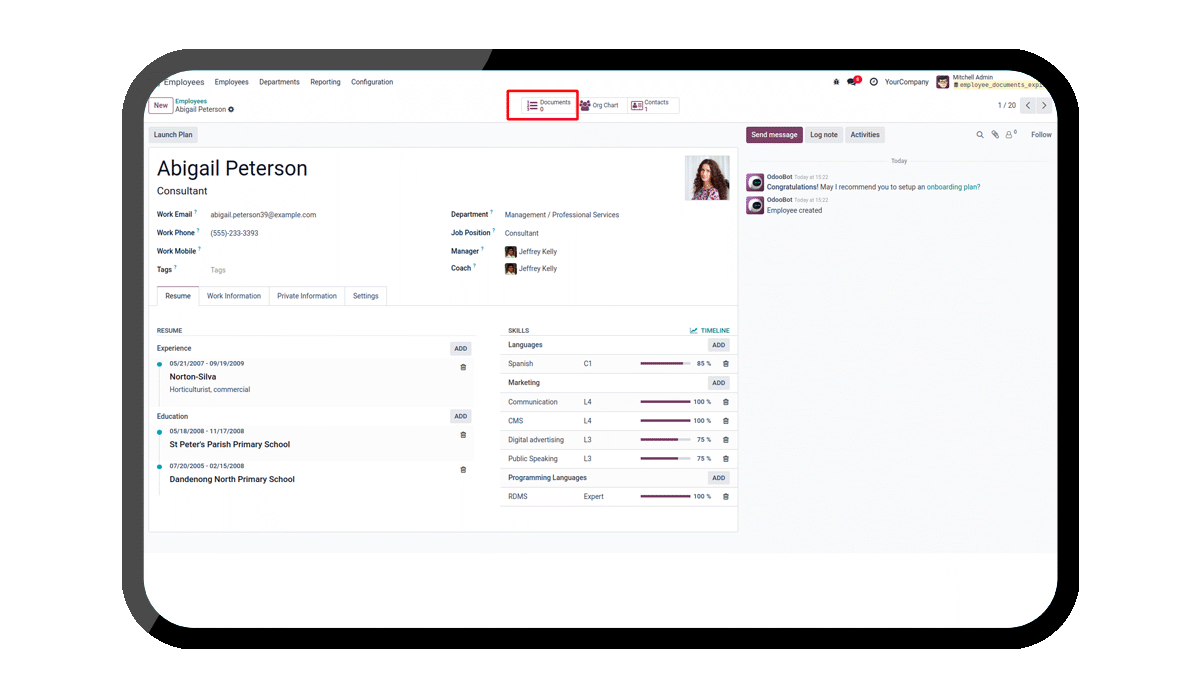 Employees Employees Departments Reporting Configuration
8 YourCompany Mitchell Admin
employee_documents_expi
New Employees
Abigail Peterson
Documents
0
Org Chart
Contacts
1
1 / 20
Launch Plan
Send message Log note Activities
0 Follow
Abigail Peterson
Consultant
Work Email ? abigail.peterson39@example.com
Work Phone ? (555)-233-3393
Work Mobile ?
Tags ? Tags
Department ? Management / Professional Services
Job Position ? Consultant
Manager ? Jeffrey Kelly
Coach ? Jeffrey Kelly
Resume Work Information Private Information Settings
RESUME
Experience ADD
05/21/2007 - 09/19/2009
Norton-Silva
Horticulturist, commercial
Education ADD
05/18/2008 - 11/17/2008
St Peter's Parish Primary School
07/20/2005 - 02/15/2008
Dandenong North Primary School
SKILLS TIMELINE
Languages ADD
Spanish C1 85 %
Marketing ADD
Communication L4 100 %
CMS L4 100 %
Digital advertising L3 75 %
Public Speaking L3 75 %
Programming Languages ADD
RDMS Expert 100 %
Today
OdooBot Today at 15:22
Congratulations! May I recommend you to setup an onboarding plan?
OdooBot Today at 15:22
Employee created